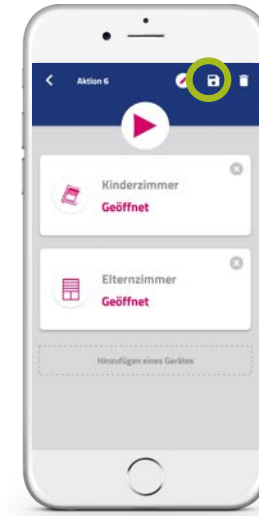 Aktion 6
Kinderzimmer
Geöffnet
Elternzimmer
Geöffnet
Hinzufügen eines Gerätes